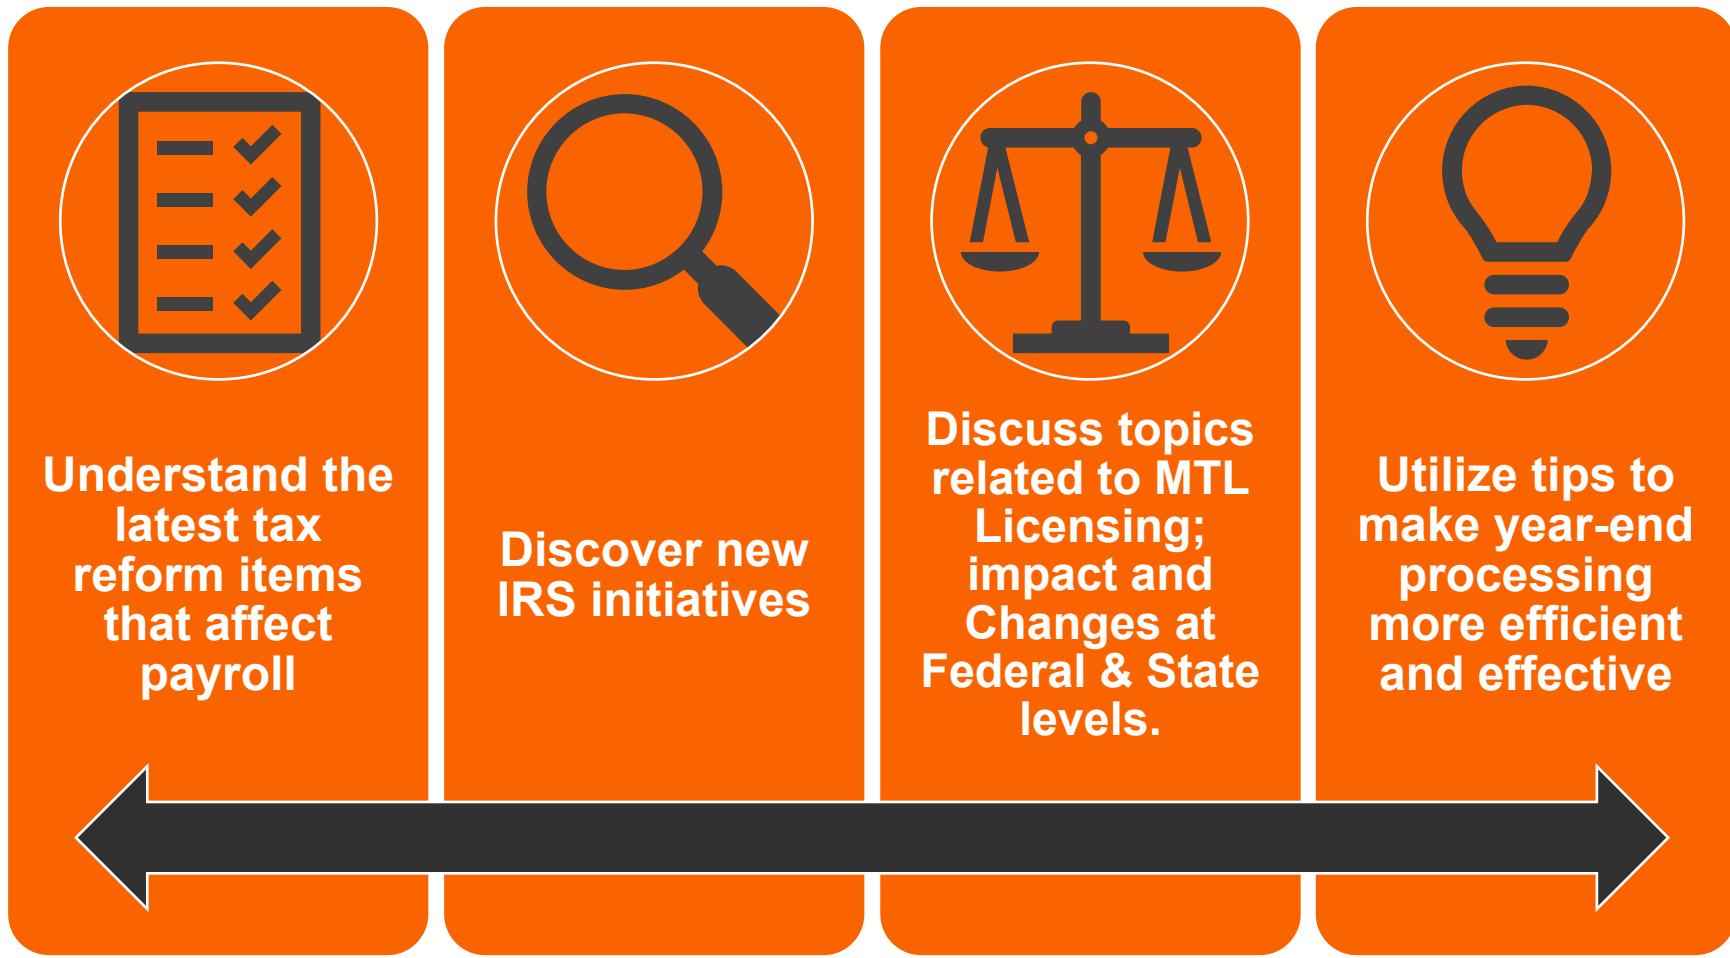 Understand the
latest tax
reform items
that affect
payroll
Discover new
IRS initiatives
Discuss topics
related to MTL
Licensing;
impact and
Changes at
Federal & State
levels.
Utilize tips to
make year-end
processing
more efficient
and effective